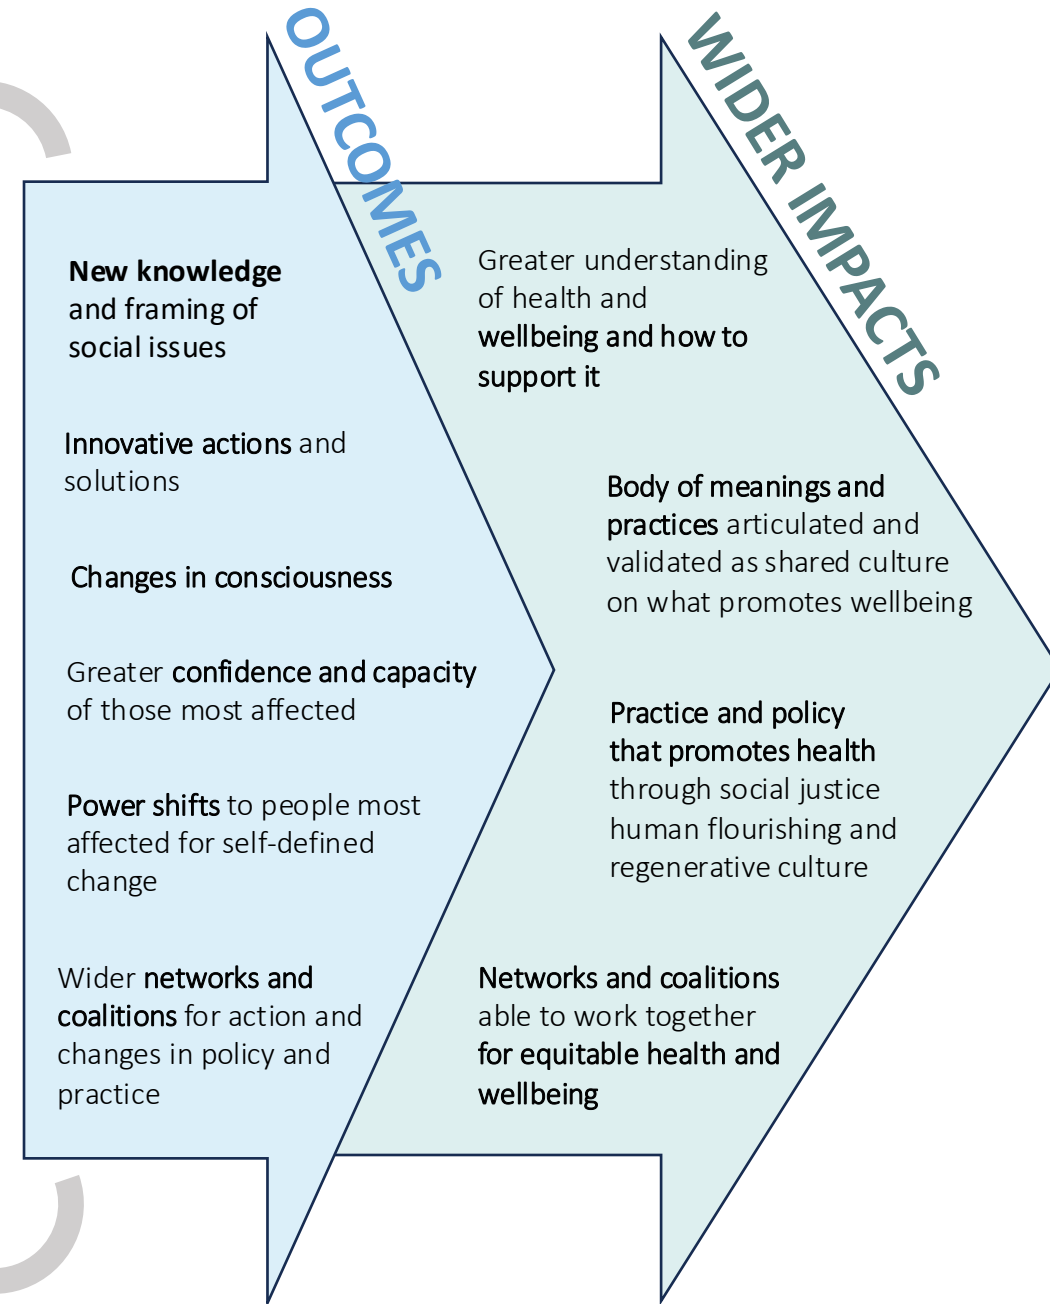 OUTCOMES
New knowledge
and framing of
social issues
Innovative actions and
solutions
Changes in consciousness
Greater confidence and capacity
of those most affected
Power shifts to people most
affected for self-defined
change
Wider networks and
coalitions for action and
changes in policy and
practice
WIDER IMPACTS
Greater understanding
of health and
wellbeing and how to
support it
Body of meanings and
practices articulated and
validated as shared culture
on what promotes wellbeing
Practice and policy
that promotes health
through social justice
human flourishing and
regenerative culture
Networks and coalitions
able to work together
for equitable health and
wellbeing